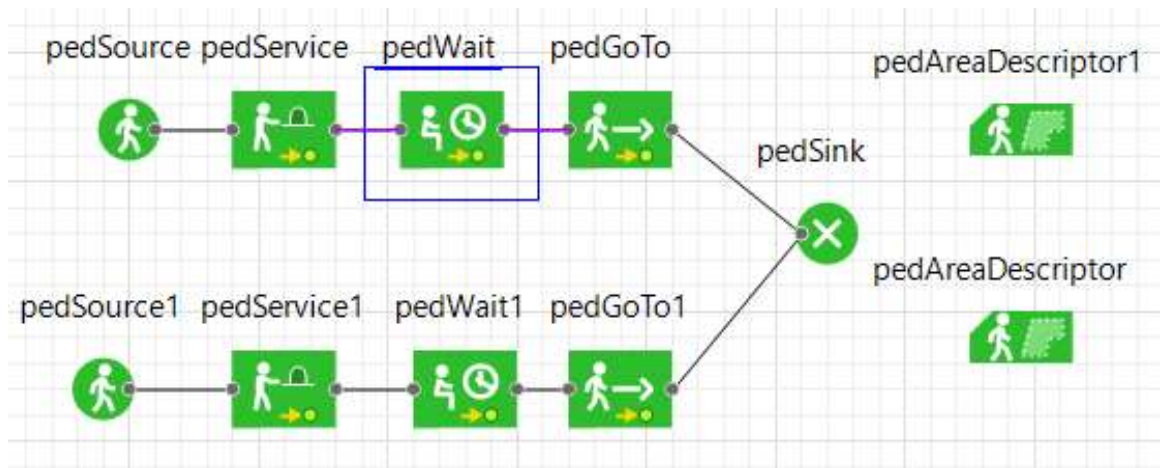 pedSource pedService pedWait pedGoTo
pedAreaDescriptor1
pedSink
pedAreaDescriptor
pedSource1 pedService1 pedWait1 pedGoTo1